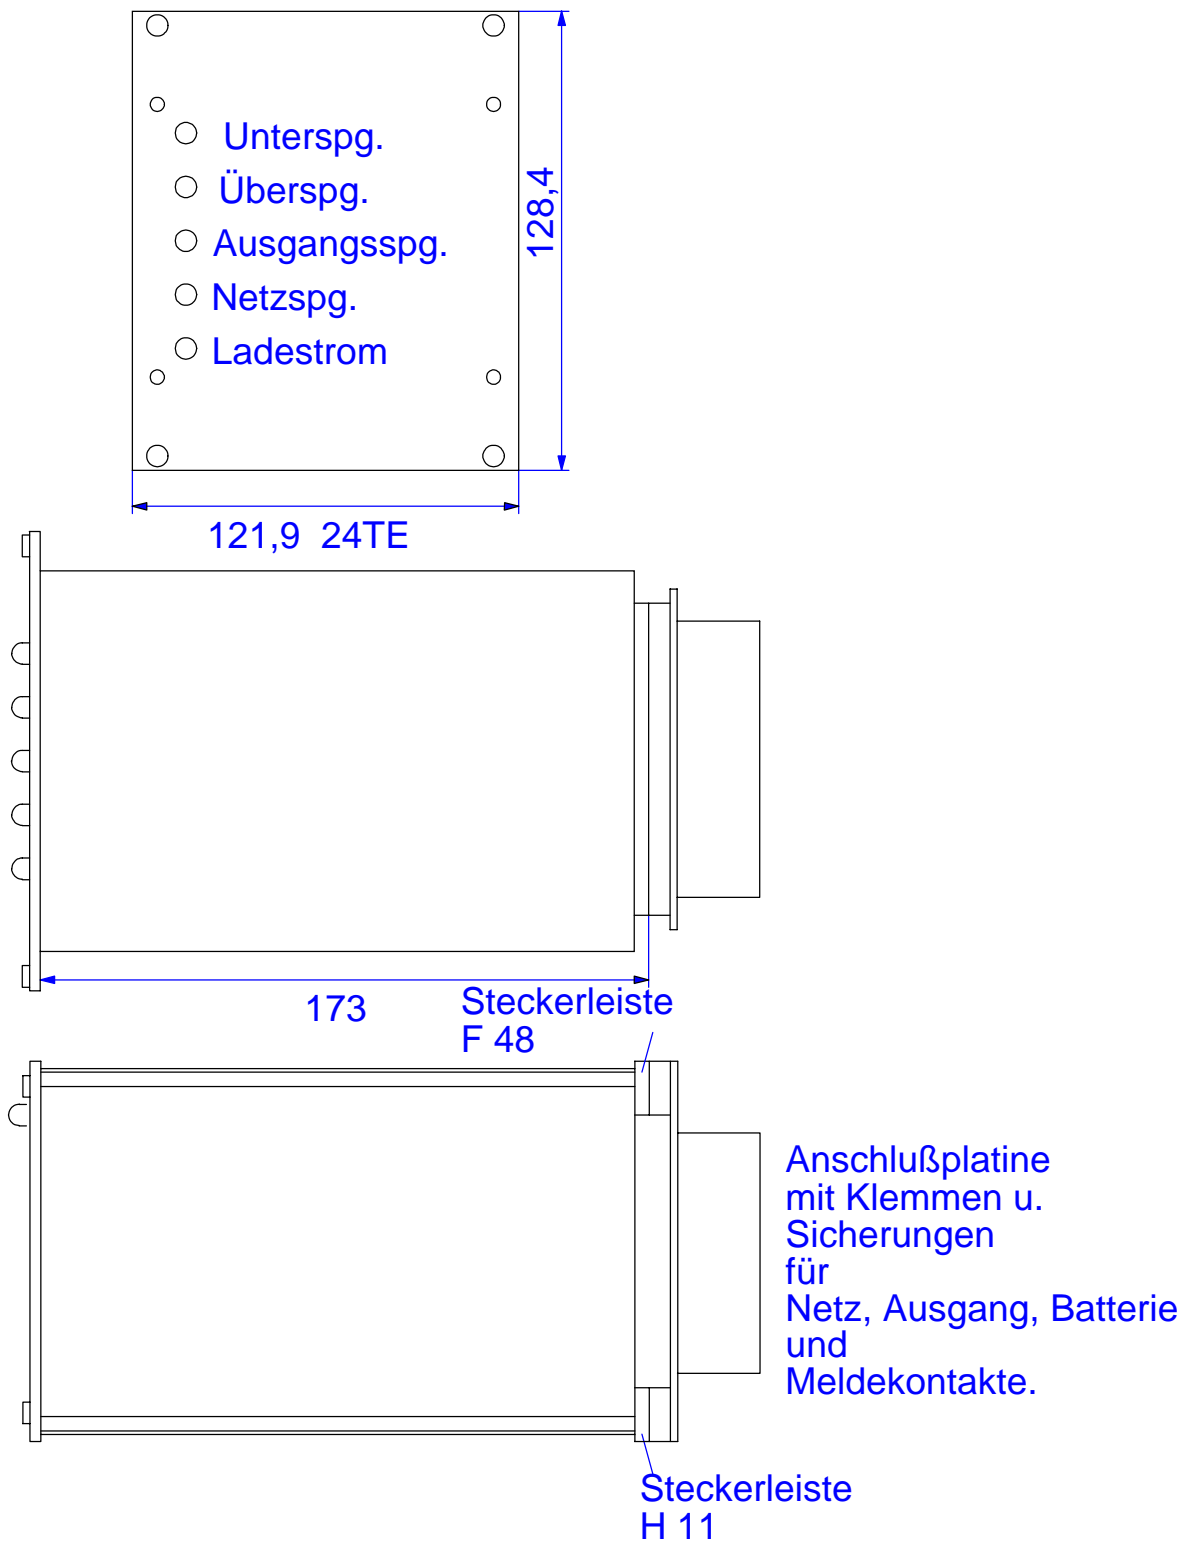 Unterspg.
Überspg.
Ausgangsspg.
Netzspg.
Ladestrom
128,4
121,9 24TE
173
Steckerleiste
F 48
Anschlußplatine
mit Klemmen u.
Sicherungen
für
Netz, Ausgang, Batterie
und
Meldekontakte.
Steckerleiste
H 11